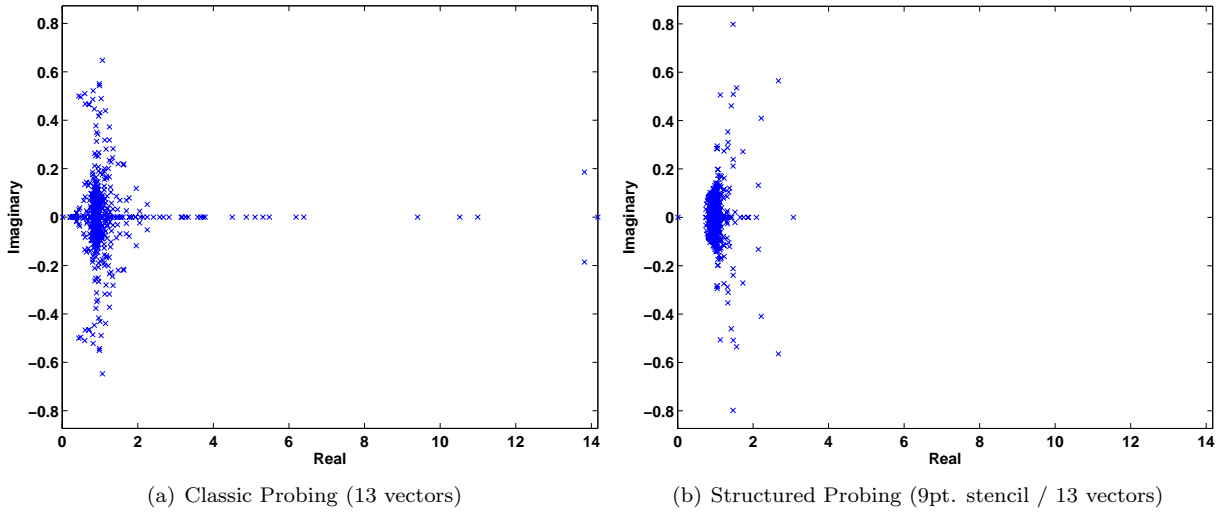 0.8
0.6
0.4
0.2
0
−0.2
−0.4
−0.6
−0.8
Imaginary
0 2 4 6 8 10 12 14
Real
(a) Classic Probing (13 vectors)
0.8
0.6
0.4
0.2
0
−0.2
−0.4
−0.6
−0.8
Imaginary
0 2 4 6 8 10 12 14
Real
(b) Structured Probing (9pt. stencil / 13 vectors)